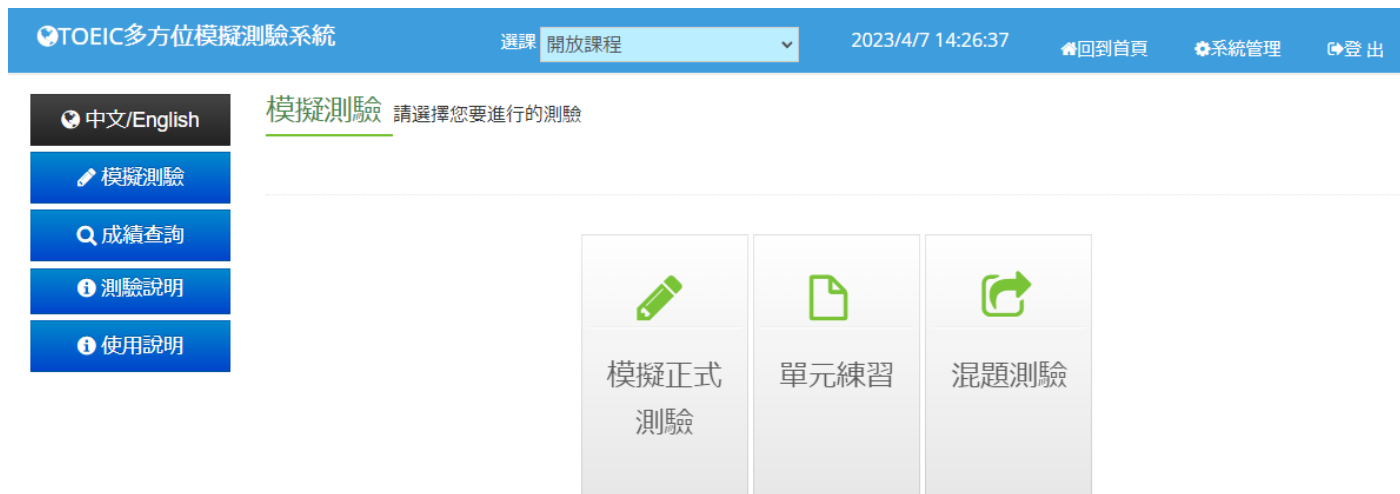 TOEIC多方位模擬測驗系統
選課 開放課程
2023/4/7 14:26:37
回到首頁
系統管理
登 出
中文/English
模擬測驗
成績查詢
測驗說明
使用說明
模擬測驗 請選擇您要進行的測驗
模擬正式
測驗
單元練習
混題測驗